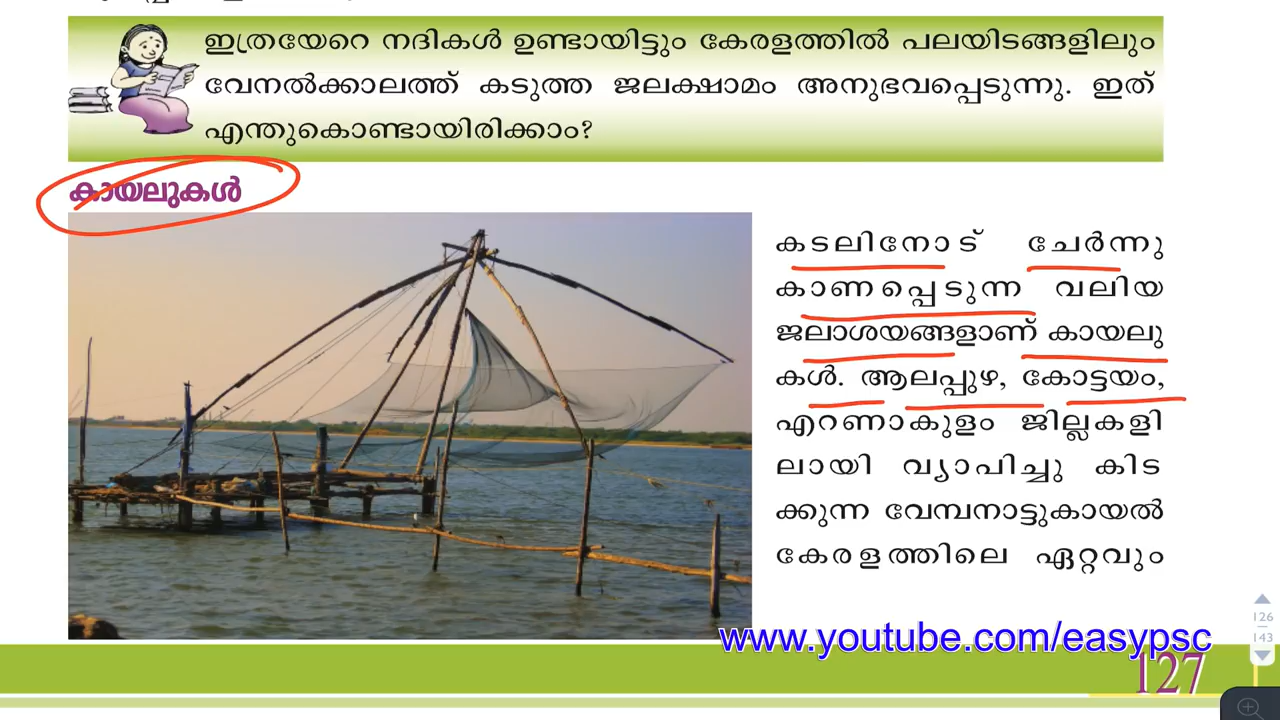 ഇത്രയേറെ നദികൾ ഉണ്ടായിട്ടും കേരളത്തിൽ പലയിടങ്ങളിലും
വേനൽക്കാലത്ത് കടുത്ത ജലക്ഷാമം അനുഭവപ്പെടുന്നു. ഇത്
എന്തുകൊണ്ടായിരിക്കാം?
കായലുകൾ
കടലിനോട് ചേർന്നു
കാണപ്പെടുന്ന വലിയ
ജലാശയങ്ങളാണ് കായലു
കൾ. ആലപ്പുഴ, കോട്ടയം,
എറണാകുളം ജില്ലകളി
ലായി വ്യാപിച്ചു കിട
ക്കുന്ന വേമ്പനാട്ടുകായൽ
കേരളത്തിലെ ഏറ്റവും
www.youtube.com/easypsc
127
126
143